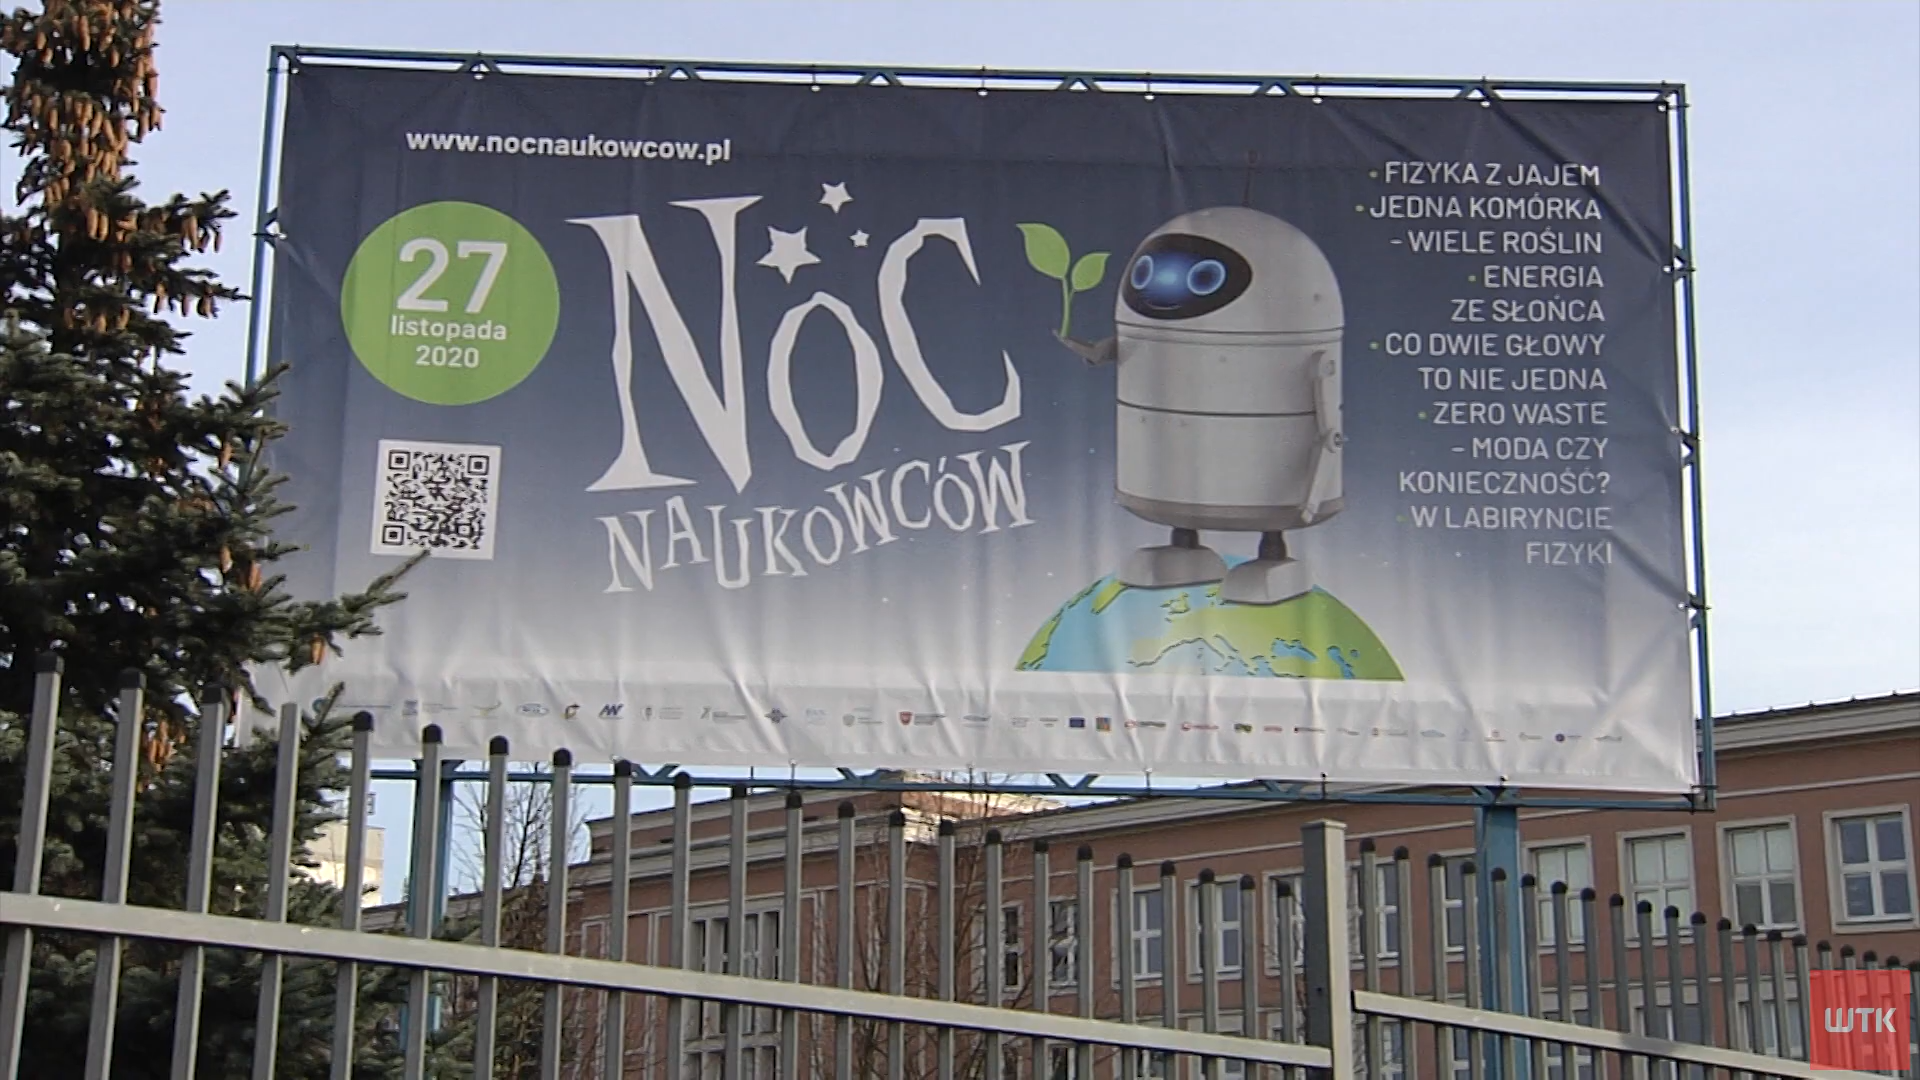 www.nocnaukowcow.pl
27
listopada
2020
NOC
NAUKOWCÓW
• FIZYKA Z JAJEM
• JEDNA KOMÓRKA
- WIELE ROŚLIN
• ENERGIA
ZE SŁOŃCA
• CO DWIE GŁOWY
TO NIE JEDNA
• ZERO WASTE
- MODA CZY
KONIECZNOŚĆ?
• W LABIRYNCIE
FIZYKI
WTK